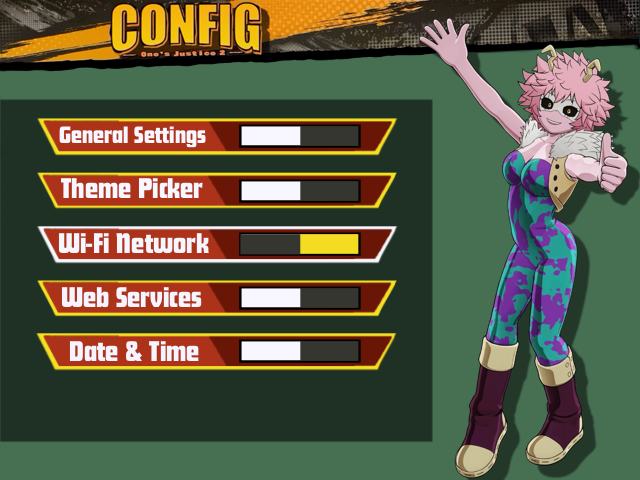 CONFIG
One's Justice 2
General Settings
Theme Picker
Wi-Fi Network
Web Services
Date & Time